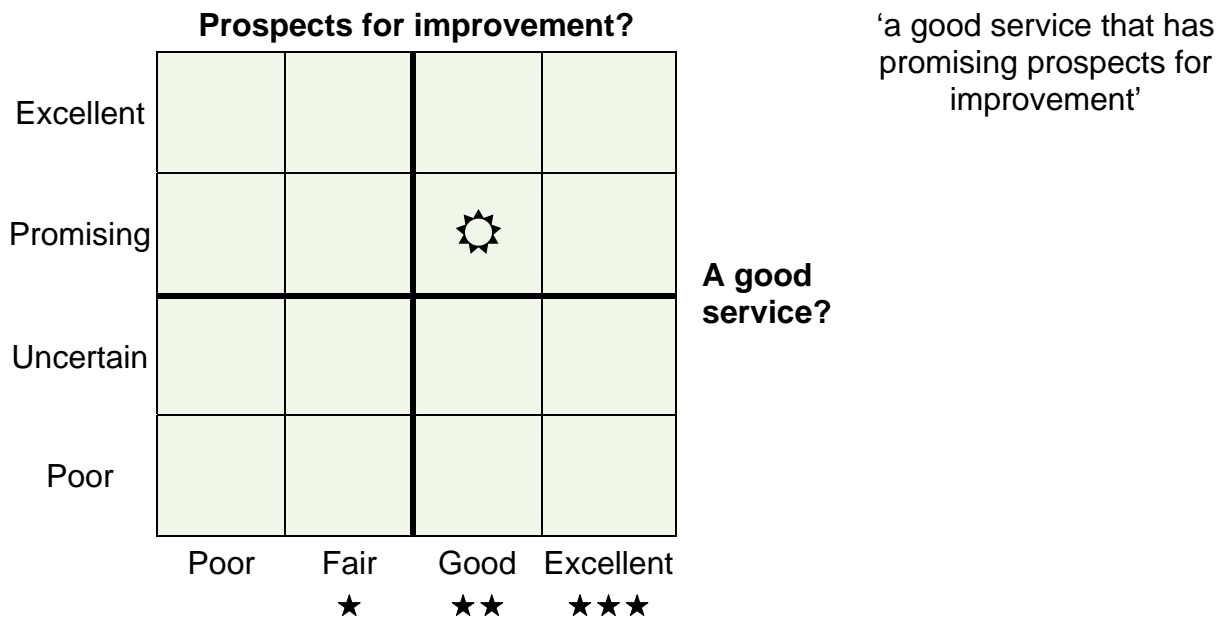 Prospects for improvement?
‘a good service that has
promising prospects for
improvement’
Excellent
Promising
A good
service?
Uncertain
Poor
Poor Fair Good Excellent
★ ★★ ★★★